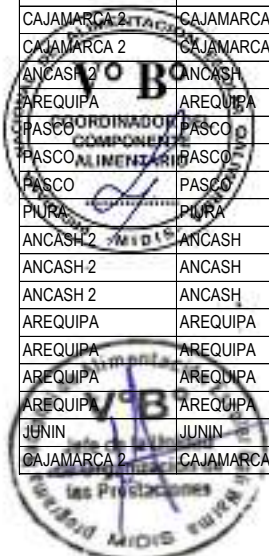 CAJAMARCA 2 CAJAMARCA
CAJAMARCA 2 CAJAMARCA
ANCASH 2 ANCASH
AREQUIPA AREQUIPA
PASCO PASCO
PASCO PASCO
PASCO PASCO
PIURA PIURA
ANCASH 2 ANCASH
ANCASH 2 ANCASH
ANCASH 2 ANCASH
AREQUIPA AREQUIPA
AREQUIPA AREQUIPA
AREQUIPA AREQUIPA
AREQUIPA AREQUIPA
JUNIN JUNIN
CAJAMARCA 2 CAJAMARCA
V° B°
COORDINADOR DEL
COMPONENTE
ALIMENTARIO
MIDIS
V° B°
las Prestaciones
MIDIS